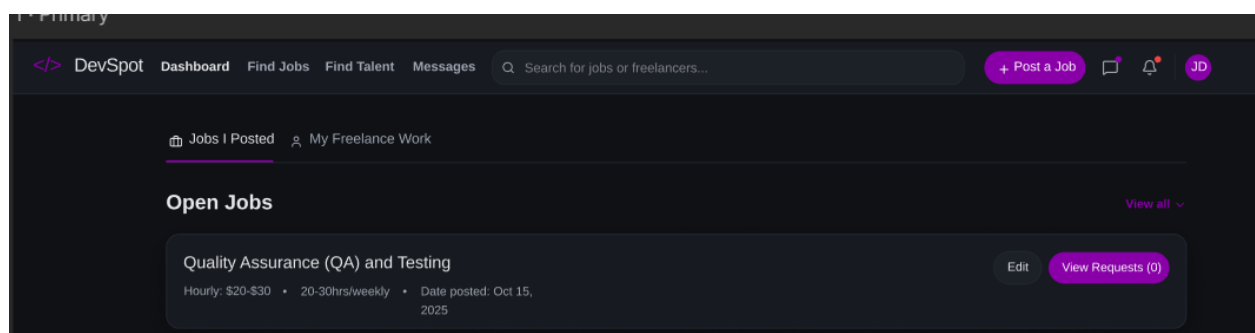 Primary
</> DevSpot Dashboard Find Jobs Find Talent Messages Search for jobs or freelancers... + Post a Job JD
Jobs I Posted My Freelance Work
Open Jobs View all
Quality Assurance (QA) and Testing Edit View Requests (0)
Hourly: $20-$30 • 20-30hrs/weekly • Date posted: Oct 15,
2025